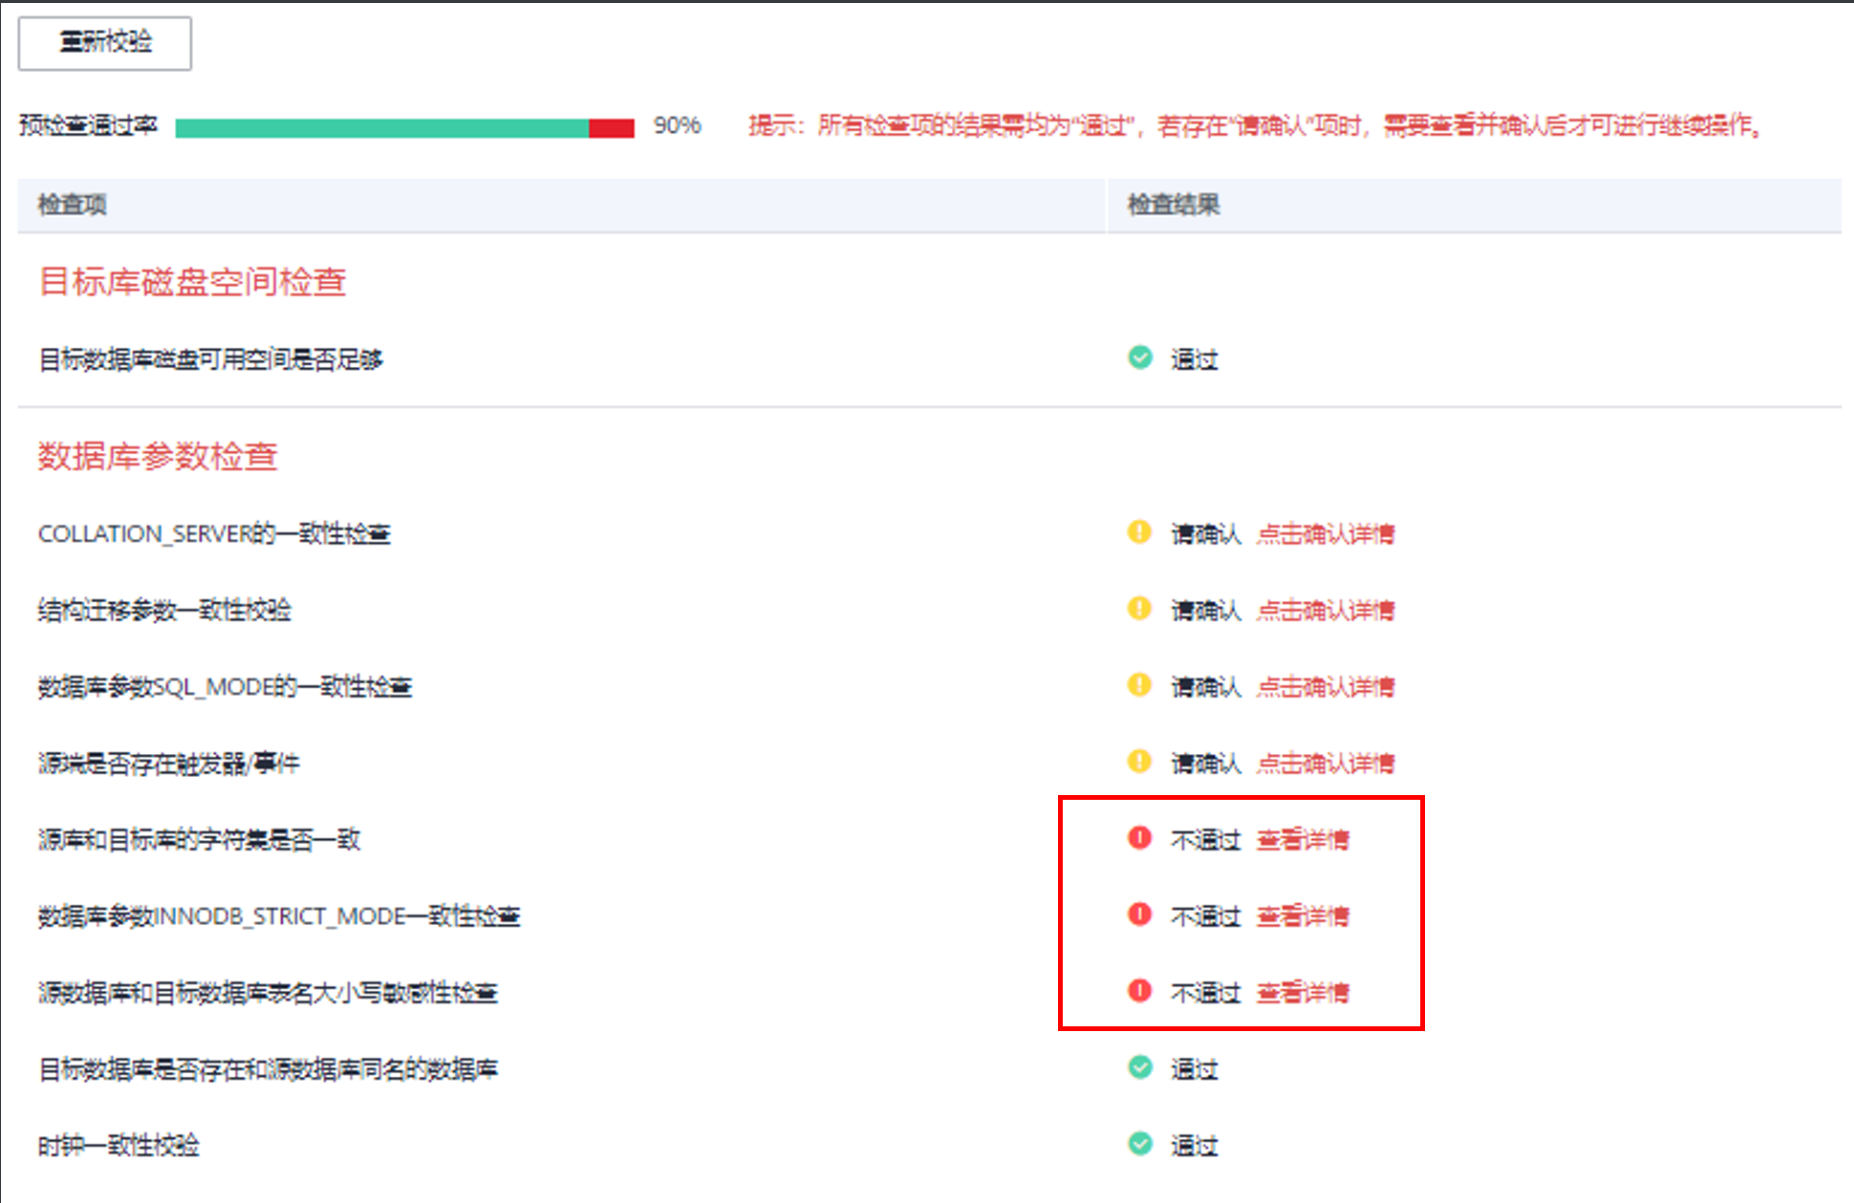 重新校验
预检查通过率 90% 提示：所有检查项的结果需均为“通过”，若存在“请确认”项时，需要查看并确认后才可进行继续操作。
检查项 检查结果
目标库磁盘空间检查
目标数据库磁盘可用空间是否足够 通过
数据库参数检查
COLLATION_SERVER的一致性检查 请确认 点击确认详情
结构迁移参数一致性校验 请确认 点击确认详情
数据库参数SQL_MODE的一致性检查 请确认 点击确认详情
源端是否存在触发器/事件 请确认 点击确认详情
源库和目标库的字符集是否一致 不通过 查看详情
数据库参数INNODB_STRICT_MODE一致性检查 不通过 查看详情
源数据库和目标数据库表名大小写敏感性检查 不通过 查看详情
目标数据库是否存在和源数据库同名的数据库 通过
时钟一致性校验 通过